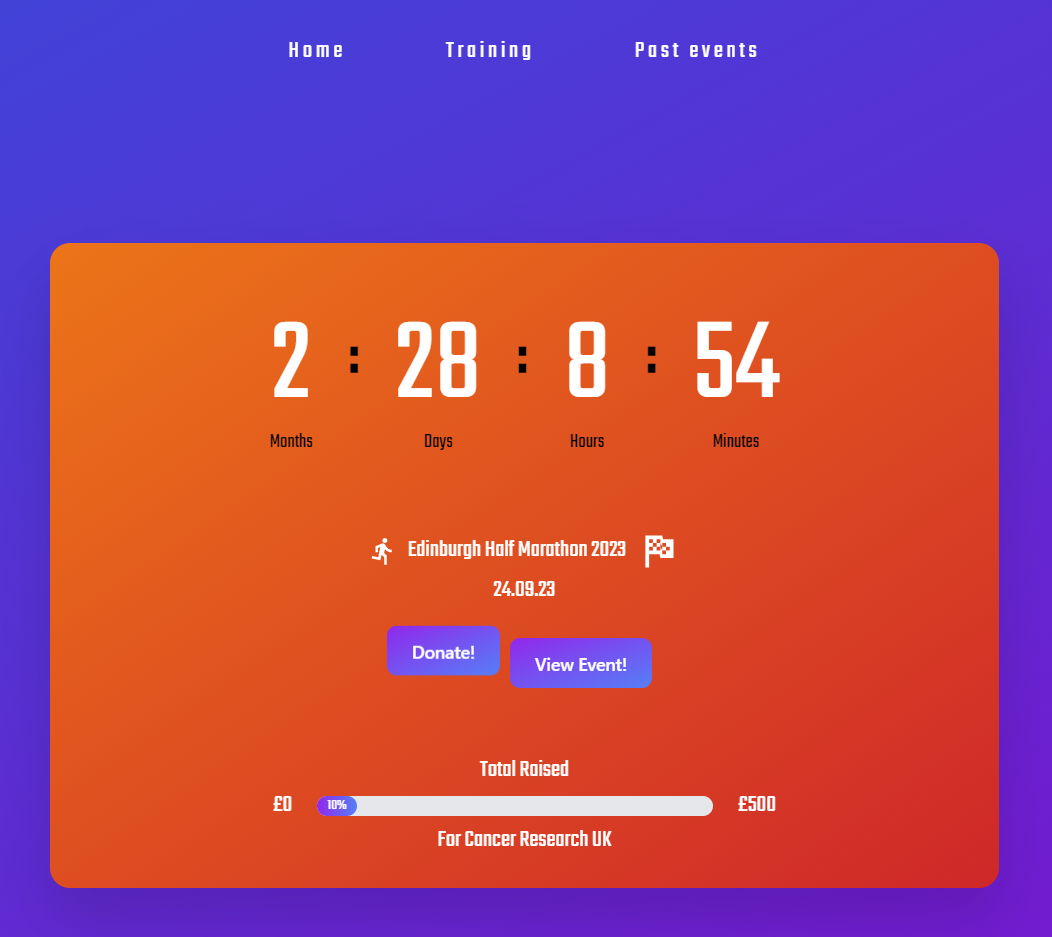 Home Training Past events
2 : 28 : 8 : 54
Months Days Hours Minutes
Edinburgh Half Marathon 2023
24.09.23
Donate! View Event!
Total Raised
£0 10% £500
For Cancer Research UK